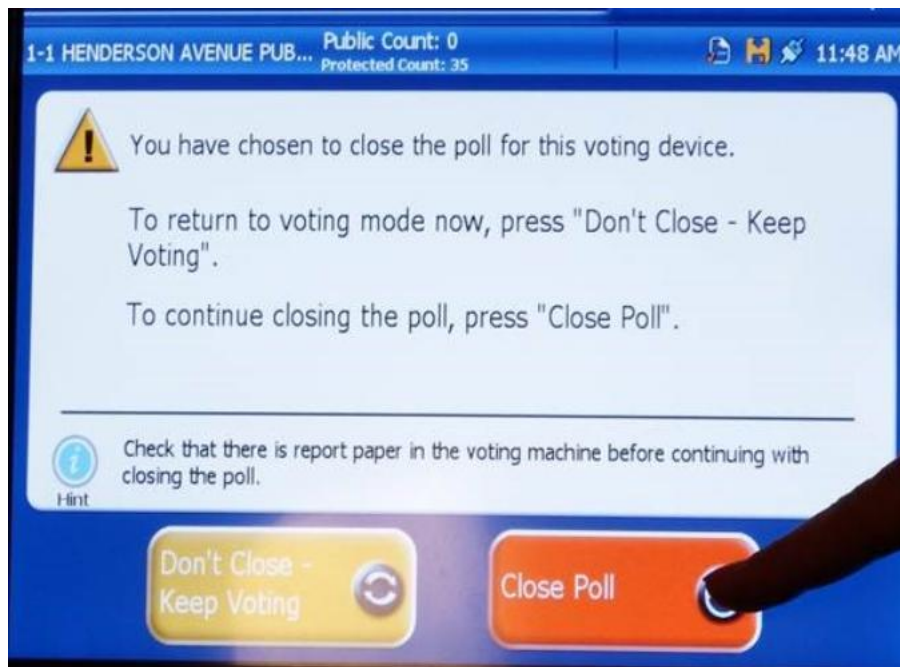 1-1 HENDERSON AVENUE PUB... Public Count: 0
Protected Count: 35
11:48 AM
You have chosen to close the poll for this voting device.
To return to voting mode now, press "Don't Close - Keep
Voting".
To continue closing the poll, press "Close Poll".
Check that there is report paper in the voting machine before continuing with
closing the poll.
Hint
Don't Close -
Keep Voting
Close Poll